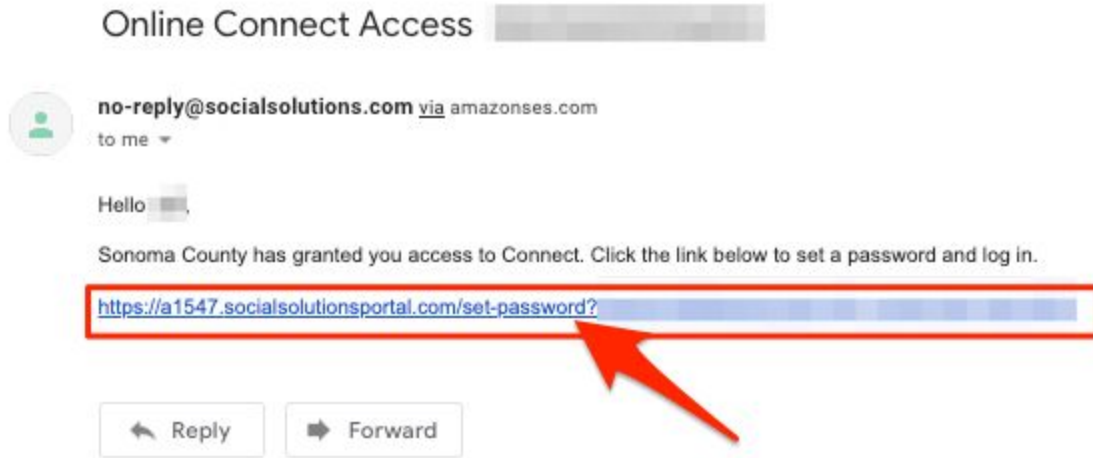 Online Connect Access
no-reply@socialsolutions.com via amazonses.com
to me
Hello ,
Sonoma County has granted you access to Connect. Click the link below to set a password and log in.
https://a1547.socialsolutionsportal.com/set-password?
Reply Forward